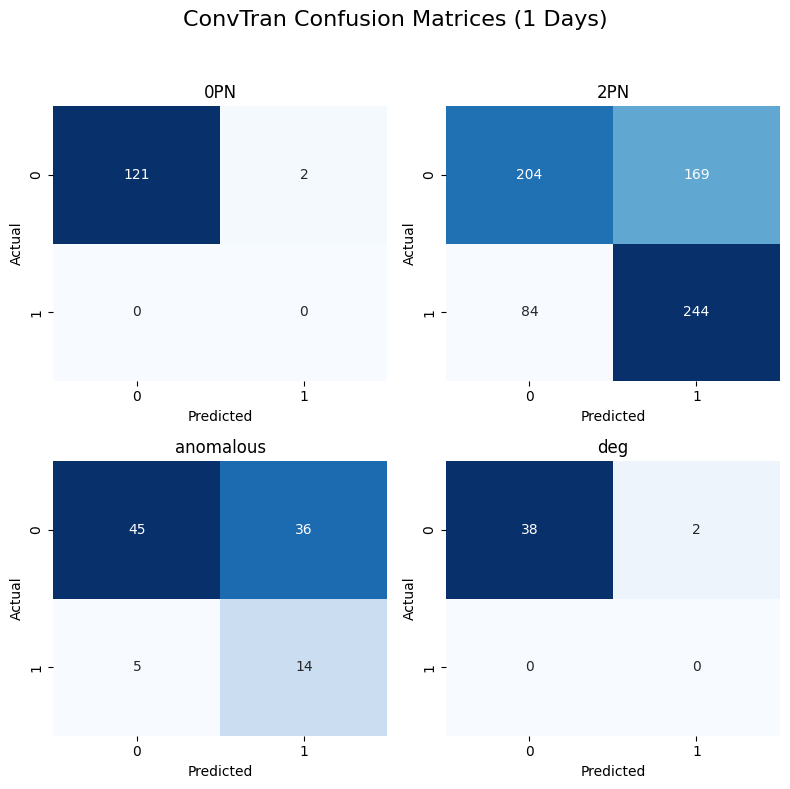 ConvTran Confusion Matrices (1 Days)
0PN
2PN
0
121
2
0
204
169
Actual
Actual
1
0
0
1
84
244
0
1
0
1
Predicted
Predicted
anomalous
deg
0
45
36
0
38
2
Actual
Actual
1
5
14
1
0
0
0
1
0
1
Predicted
Predicted